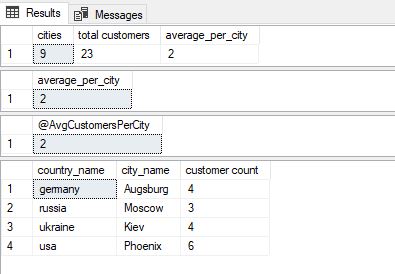 Results Messages
cities total customers average_per_city
1 9 23 2
average_per_city
1 2
@AvgCustomersPerCity
1 2
country_name city_name customer count
1 germany Augsburg 4
2 russia Moscow 3
3 ukraine Kiev 4
4 usa Phoenix 6